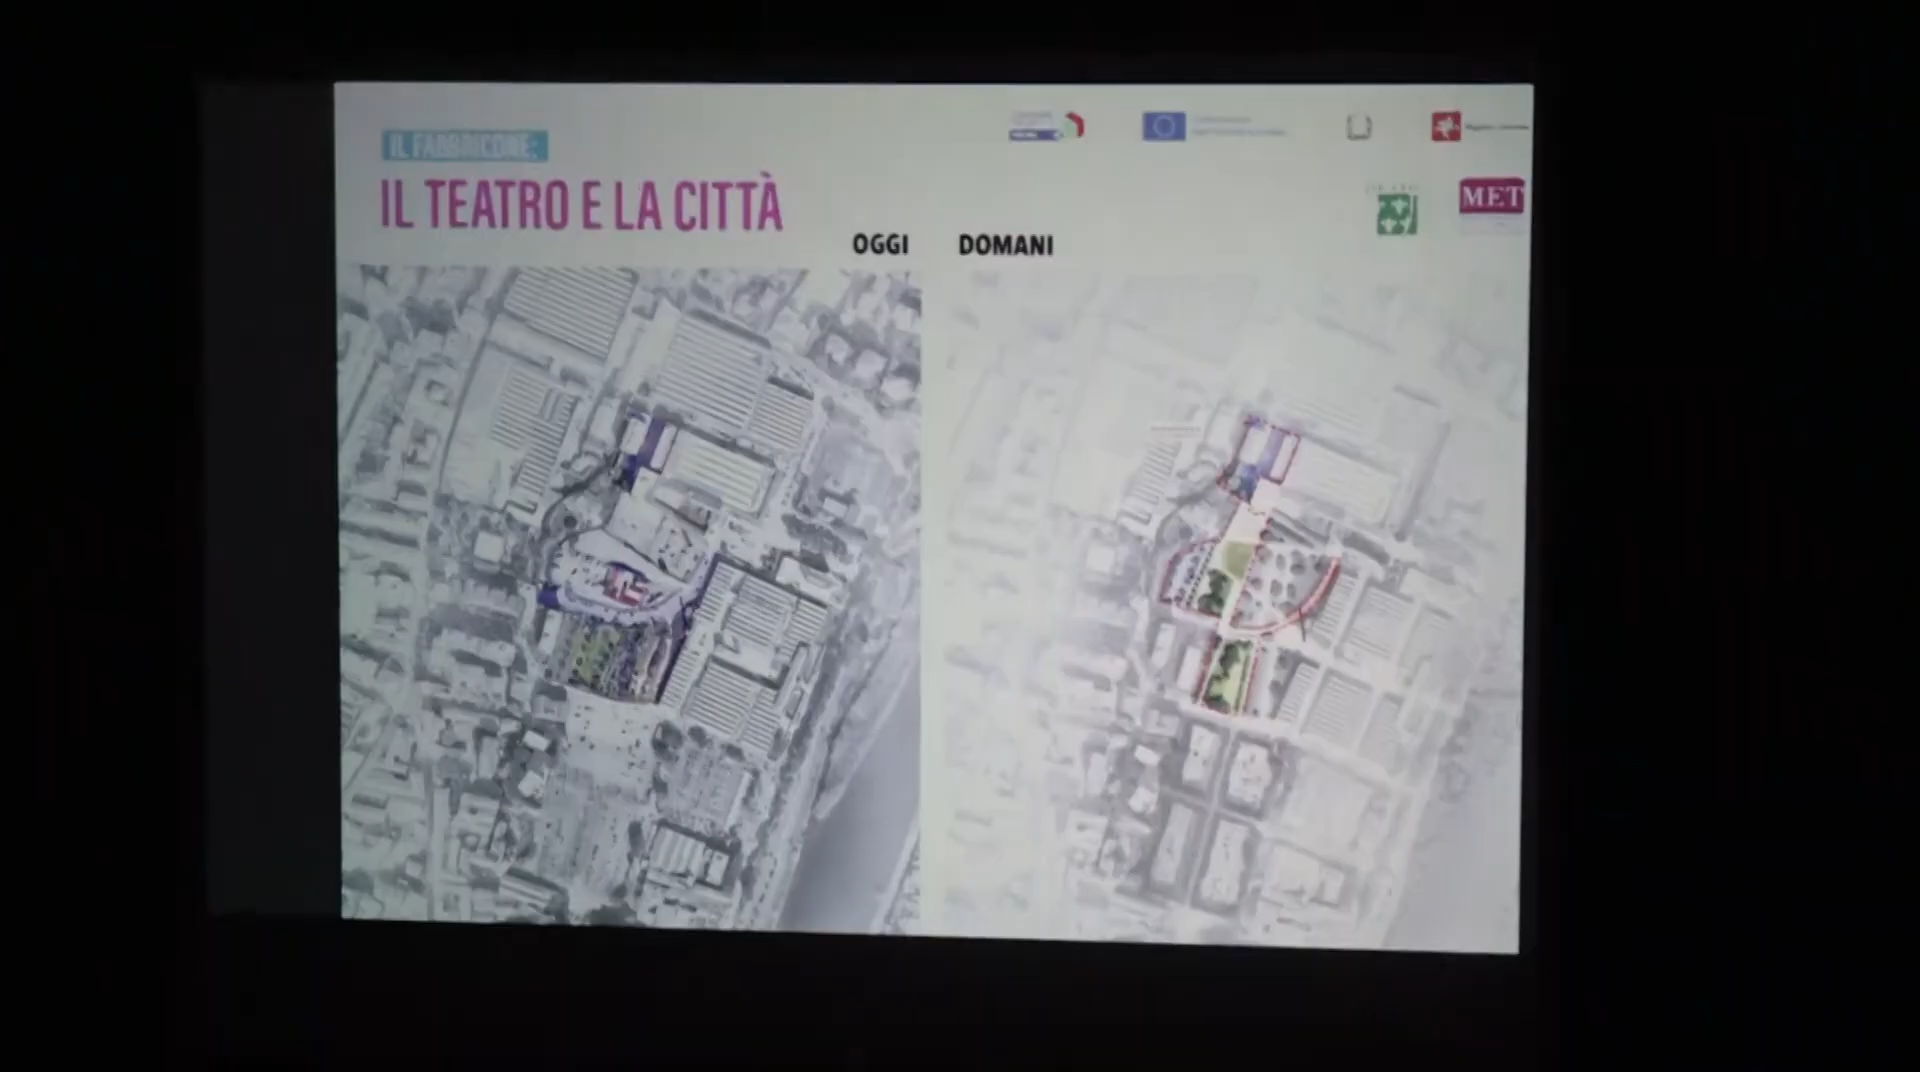 IL FABBRICONE:
IL TEATRO E LA CITTÀ
MET
OGGI
DOMANI